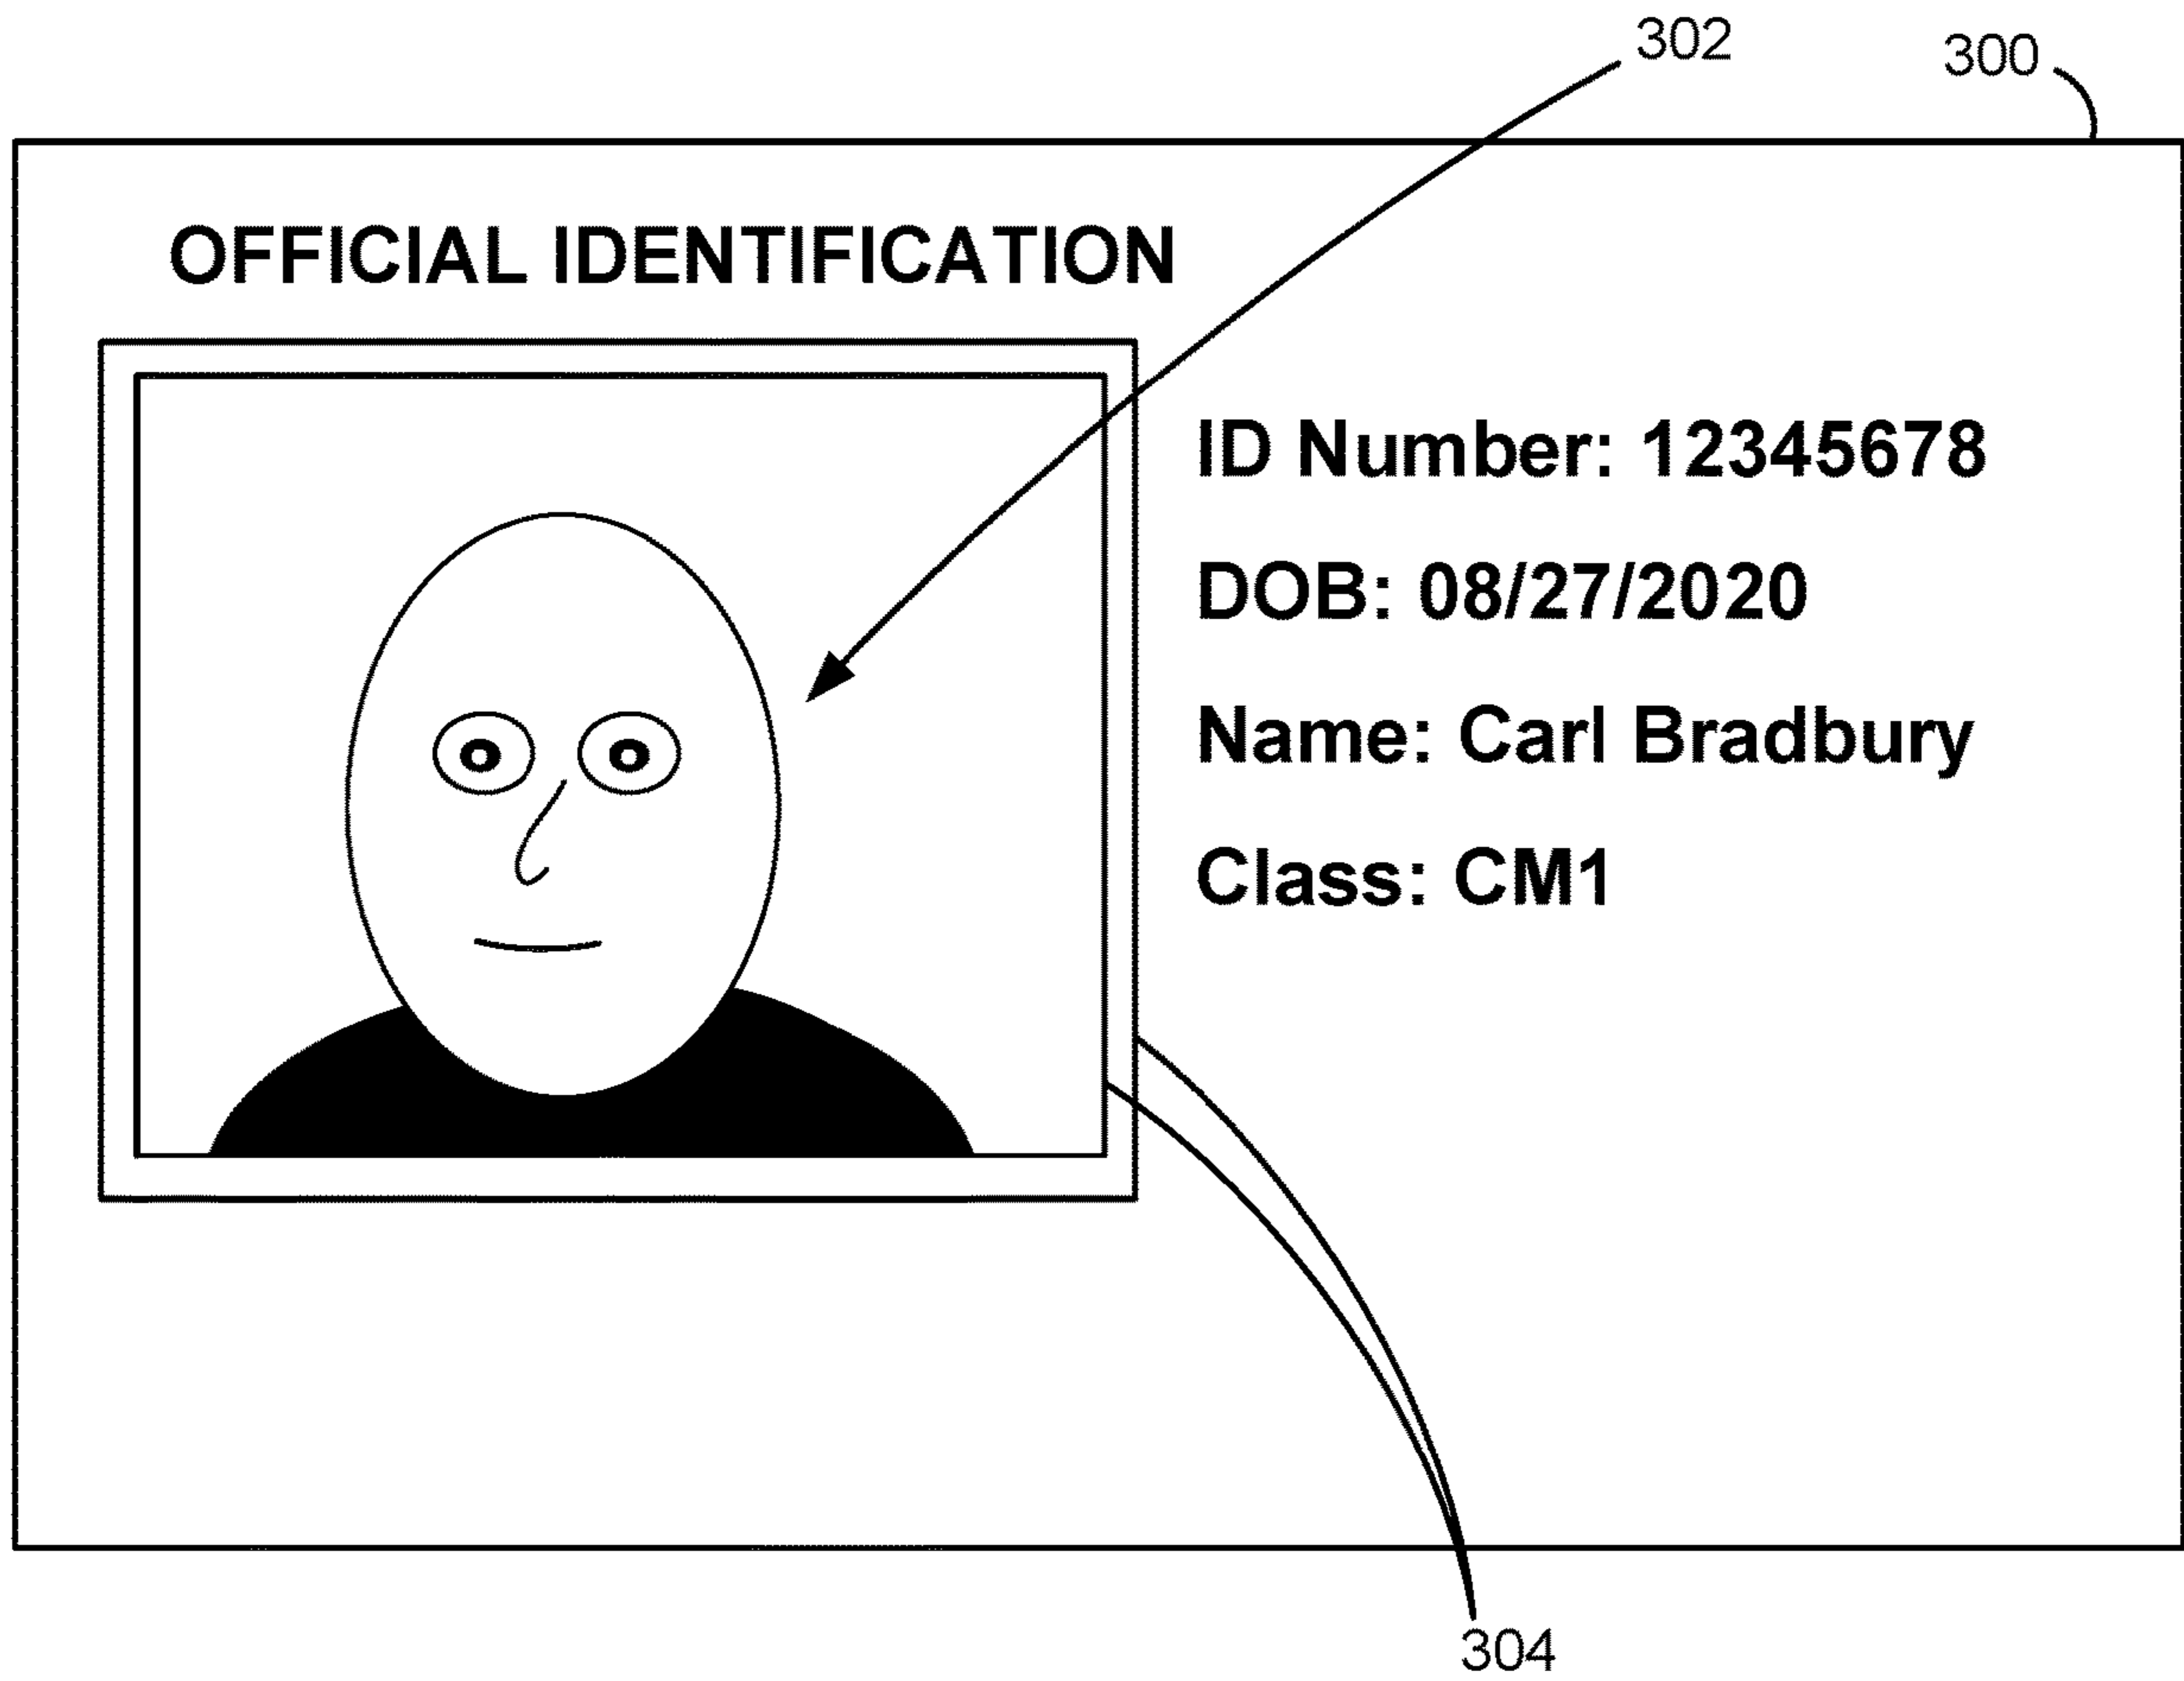 302
300
OFFICIAL IDENTIFICATION
ID Number: 12345678
DOB: 08/27/2020
Name: Carl Bradbury
Class: CM1
304